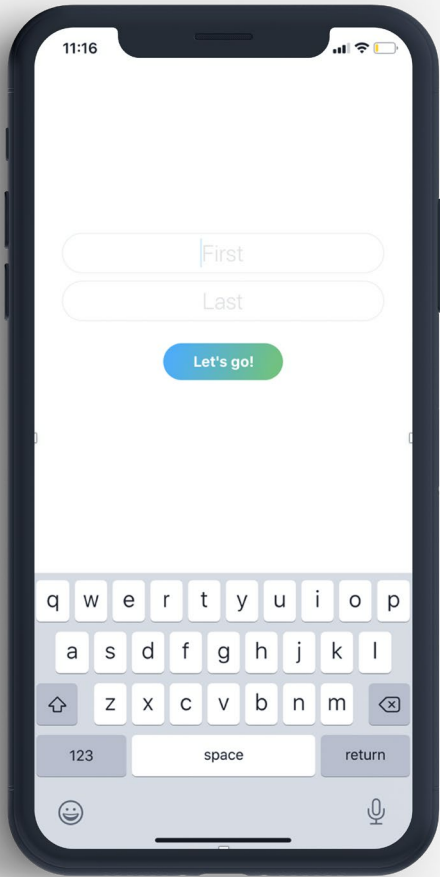 11:16
First
Last
Let's go!
q w e r t y u i o p
a s d f g h j k l
z x c v b n m
123 space return